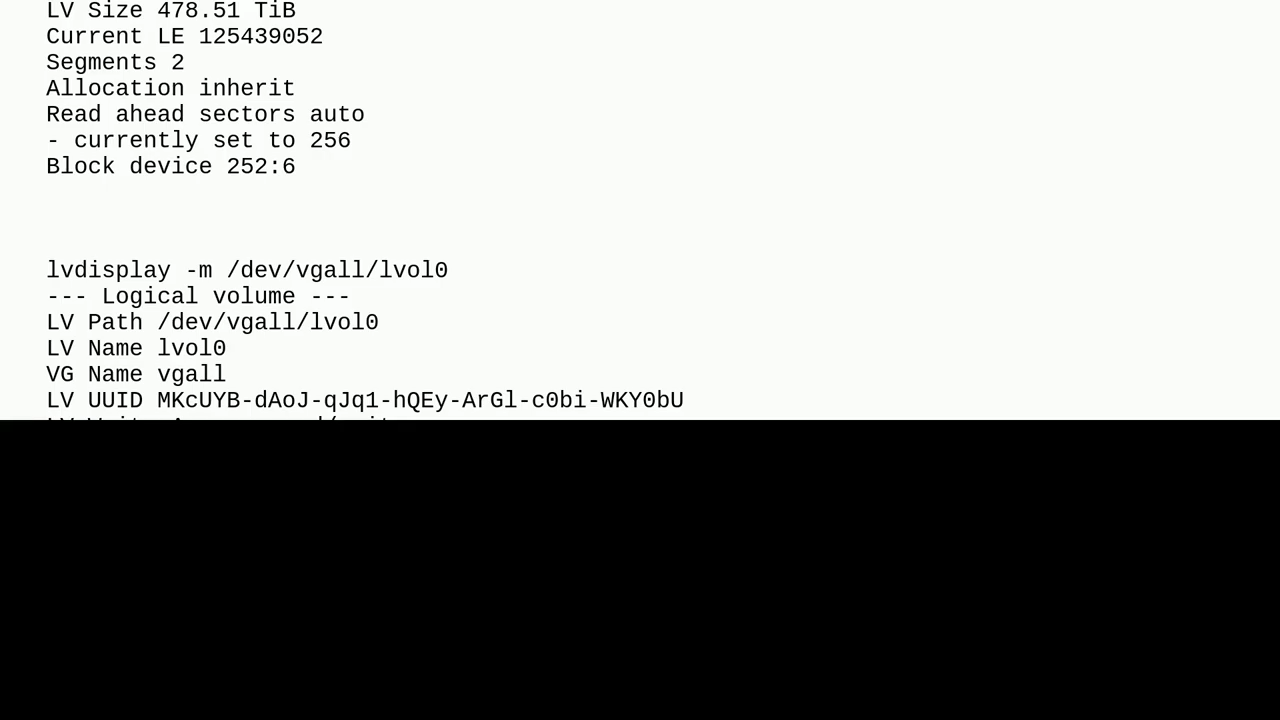 LV Size 478.51 TiB
Current LE 125439052
Segments 2
Allocation inherit
Read ahead sectors auto
- currently set to 256
Block device 252:6
lvdisplay -m /dev/vgall/lvol0
--- Logical volume ---
LV Path /dev/vgall/lvol0
LV Name lvol0
VG Name vgall
LV UUID MKcUYB-dAoJ-qJq1-hQEy-ArGl-c0bi-WKY0bU